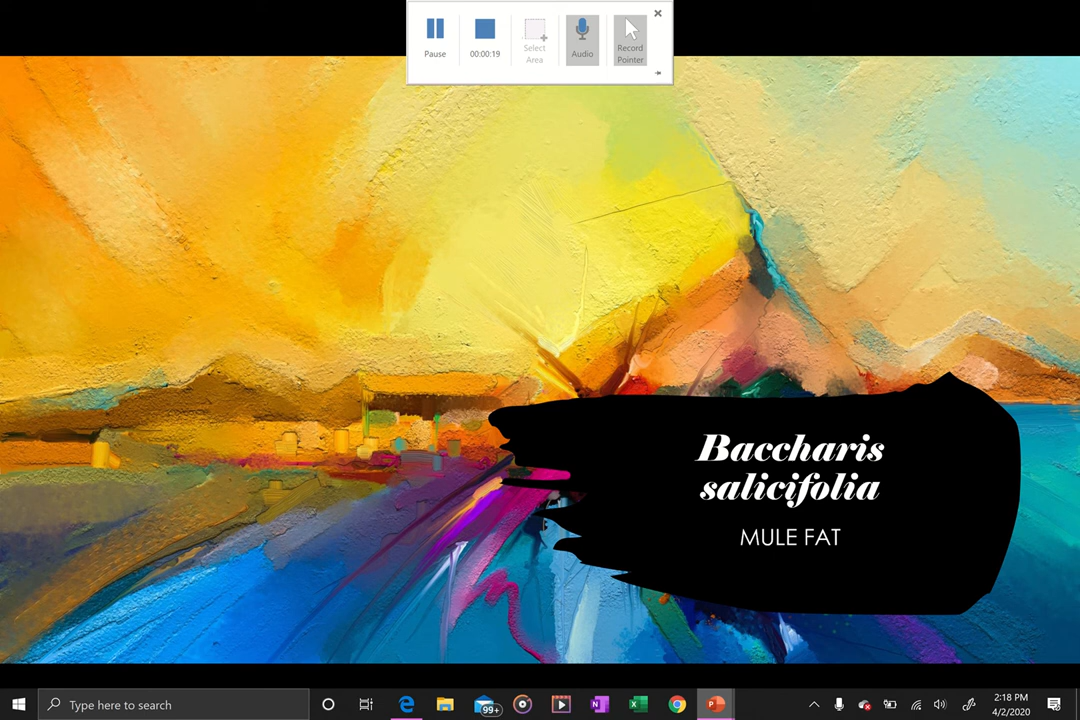 Pause
00:00:19
Select
Area
Audio
Record
Pointer
Baccharis
salicifolia
MULE FAT
Type here to search
99+
2:18 PM
4/2/2020